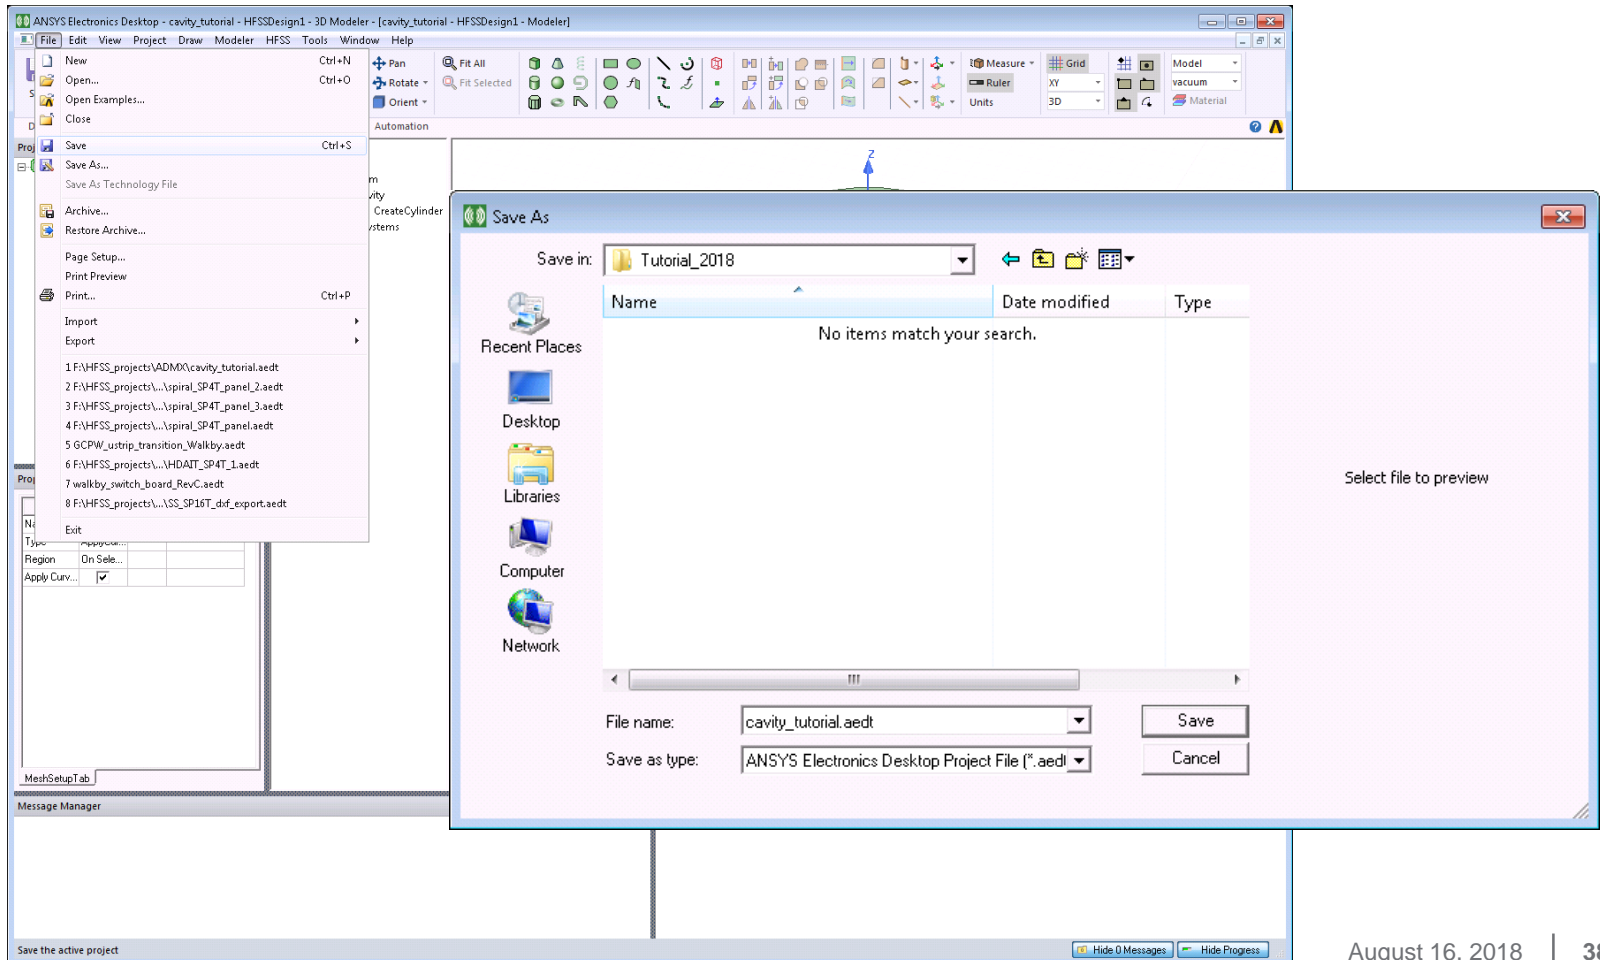 ANSYS Electronics Desktop - cavity_tutorial - HFSSDesign1 - 3D Modeler - [cavity_tutorial - HFSSDesign1 - Modeler]
File Edit View Project Draw Modeler HFSS Tools Window Help
New Ctrl+N
Open... Ctrl+O
Open Examples...
Close
Save Ctrl+S
Save As...
Save As Technology File
Archive...
Restore Archive...
Page Setup...
Print Preview
Print... Ctrl+P
Import
Export
1 F:\HFSS_projects\ADMX\cavity_tutorial.aedt
2 F:\HFSS_projects\...\spiral_SP4T_panel_2.aedt
3 F:\HFSS_projects\...\spiral_SP4T_panel_3.aedt
4 F:\HFSS_projects\...\spiral_SP4T_panel.aedt
5 GCPW_ustrip_transition_Walkby.aedt
6 F:\HFSS_projects\...\HDAIT_SP4T_1.aedt
7 walkby_switch_board_RevC.aedt
8 F:\HFSS_projects\...\SS_SP16T_dxf_export.aedt
Exit
Pan Fit All Measure Grid Model
Rotate Fit Selected Ruler XY vacuum
Orient Units 3D Material
Automation
Z
CreateCylinder
Type
Region On Sele...
Apply Curv...
MeshSetupTab
Message Manager
Save As
Save in: Tutorial_2018
Name Date modified Type
No items match your search.
Recent Places
Desktop
Libraries
Computer
Network
Select file to preview
File name: cavity_tutorial.aedt Save
Save as type: ANSYS Electronics Desktop Project File (*.aedt Cancel
Save the active project Hide 0 Messages Hide Progress
August 16, 2018 | 38